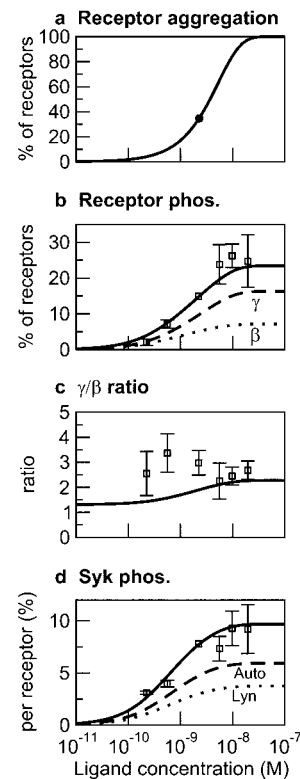 a Receptor aggregation
100
80
60
40
20
0
% of receptors
b Receptor phos.
30
20
10
0
% of receptors
γ
β
c γ/β ratio
5
4
3
2
1
0
ratio
d Syk phos.
10
5
0
per receptor (%)
Auto
Lyn
10⁻¹¹ 10⁻¹⁰ 10⁻⁹ 10⁻⁸ 10⁻⁷
Ligand concentration (M)